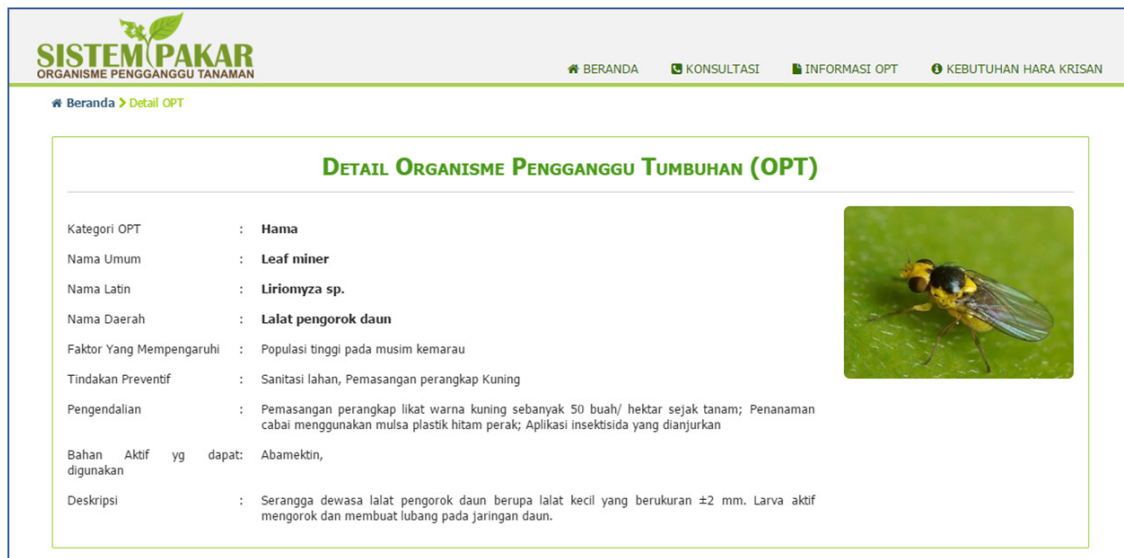 SISTEM PAKAR
ORGANISME PENGGANGGU TANAMAN
BERANDA KONSULTASI INFORMASI OPT KEBUTUHAN HARA KRISAN
Beranda > Detail OPT
DETAIL ORGANISME PENGGANGGU TUMBUHAN (OPT)
Kategori OPT : Hama
Nama Umum : Leaf miner
Nama Latin : Liriomyza sp.
Nama Daerah : Lalat pengorok daun
Faktor Yang Mempengaruhi : Populasi tinggi pada musim kemarau
Tindakan Preventif : Sanitasi lahan, Pemasangan perangkap Kuning
Pengendalian : Pemasangan perangkap likat warna kuning sebanyak 50 buah/ hektar sejak tanam; Penanaman
cabai menggunakan mulsa plastik hitam perak; Aplikasi insektisida yang dianjurkan
Bahan Aktif yg dapat: Abamektin,
digunakan
Deskripsi : Serangga dewasa lalat pengorok daun berupa lalat kecil yang berukuran ±2 mm. Larva aktif
mengorok dan membuat lubang pada jaringan daun.